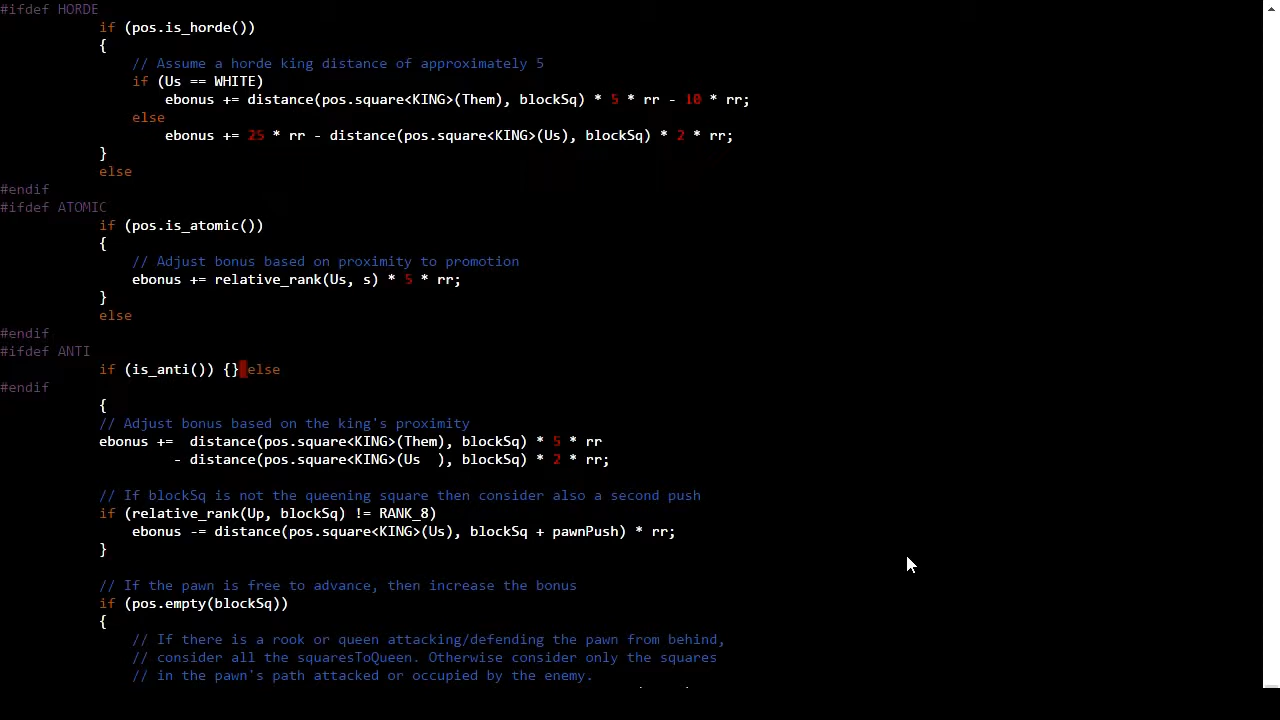 #ifdef HORDE
if (pos.is_horde())
{
// Assume a horde king distance of approximately 5
if (Us == WHITE)
ebonus += distance(pos.square<KING>(Them), blockSq) * 5 * rr - 10 * rr;
else
ebonus += 25 * rr - distance(pos.square<KING>(Us), blockSq) * 2 * rr;
}
else
#endif
#ifdef ATOMIC
if (pos.is_atomic())
{
// Adjust bonus based on proximity to promotion
ebonus += relative_rank(Us, s) * 5 * rr;
}
else
#endif
#ifdef ANTI
if (is_anti()) {} else
#endif
{
// Adjust bonus based on the king's proximity
ebonus +=  distance(pos.square<KING>(Them), blockSq) * 5 * rr
- distance(pos.square<KING>(Us  ), blockSq) * 2 * rr;
// If blockSq is not the queening square then consider also a second push
if (relative_rank(Up, blockSq) != RANK_8)
ebonus -= distance(pos.square<KING>(Us), blockSq + pawnPush) * rr;
}
// If the pawn is free to advance, then increase the bonus
if (pos.empty(blockSq))
{
// If there is a rook or queen attacking/defending the pawn from behind,
// consider all the squaresToQueen. Otherwise consider only the squares
// in the pawn's path attacked or occupied by the enemy.